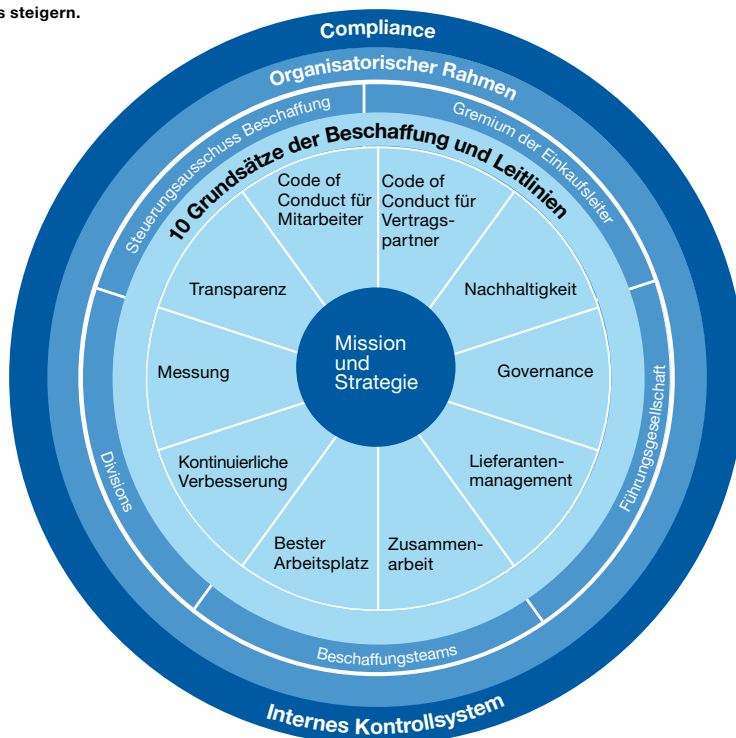 s steigern.
Compliance
Organisatorischer Rahmen
Steuerungsausschuss Beschaffung
Gremium der Einkaufsleiter
10 Grundsätze der Beschaffung und Leitlinien
Code of
Conduct für
Mitarbeiter
Code of
Conduct für
Vertrags-
partner
Transparenz
Nachhaltigkeit
Mission
und
Strategie
Messung
Governance
Kontinuierliche
Verbesserung
Lieferanten-
management
Bester
Arbeitsplatz
Zusammen-
arbeit
Divisions
Führungsgesellschaft
Beschaffungsteams
Internes Kontrollsystem